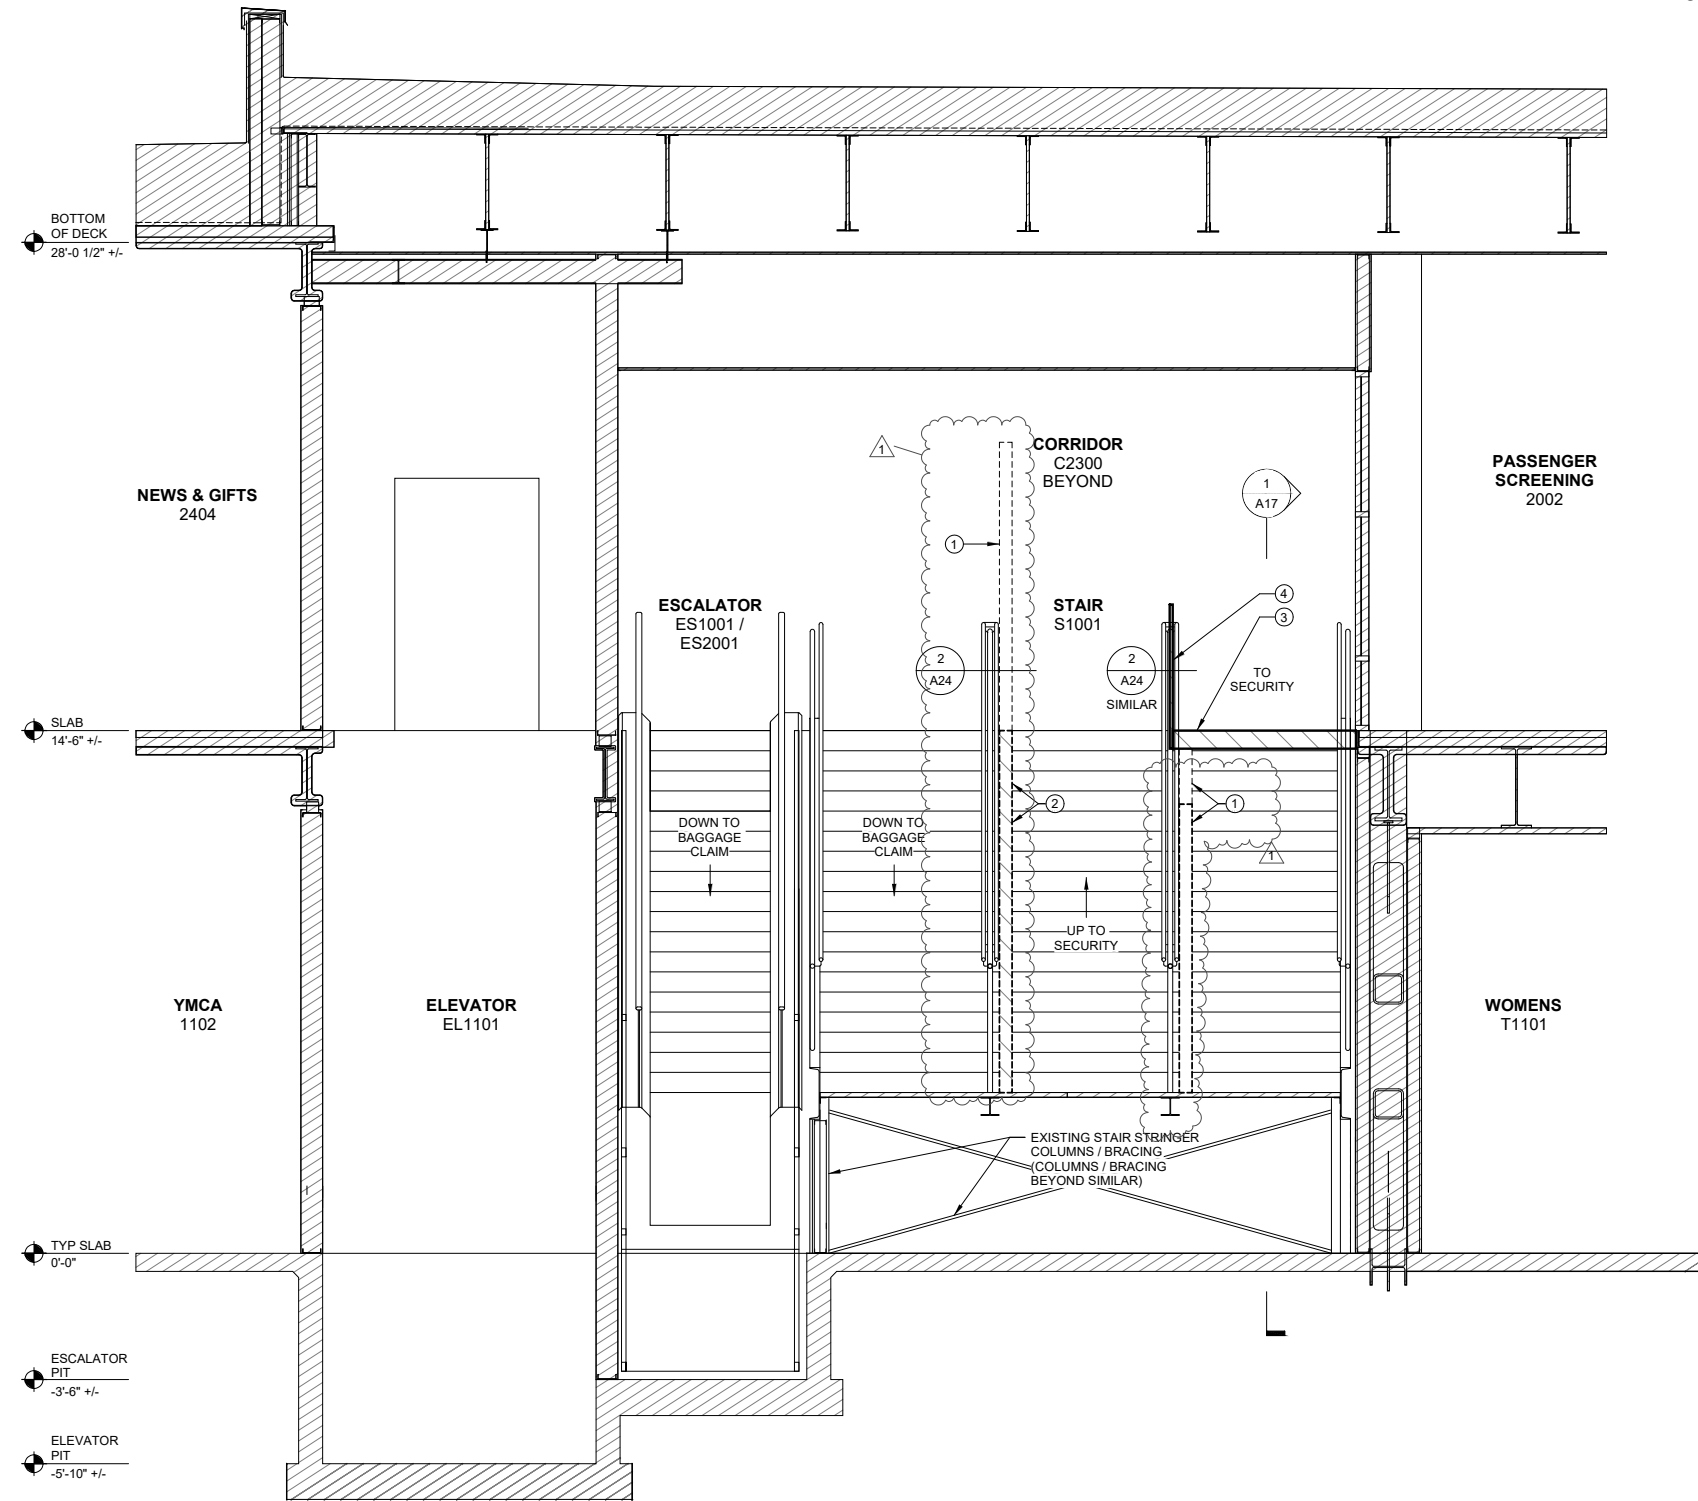 BOTTOM
OF DECK
28'-0 1/2" +/-
CORRIDOR
C2300
BEYOND
1
PASSENGER
SCREENING
2002
1
A17
NEWS & GIFTS
2404
1
ESCALATOR
ES1001 /
ES2001
STAIR
S1001
4
3
2
A24
2
A24
SIMILAR
TO
SECURITY
SLAB
14'-6" +/-
2
1
DOWN TO
BAGGAGE
CLAIM
DOWN TO
BAGGAGE
CLAIM
1
UP TO
SECURITY
YMCA
1102
ELEVATOR
EL1101
WOMENS
T1101
EXISTING STAIR STRINGER
COLUMNS / BRACING
(COLUMNS / BRACING
BEYOND SIMILAR)
TYP SLAB
0'-0"
ESCALATOR
PIT
-3'-6" +/-
ELEVATOR
PIT
-5'-10" +/-